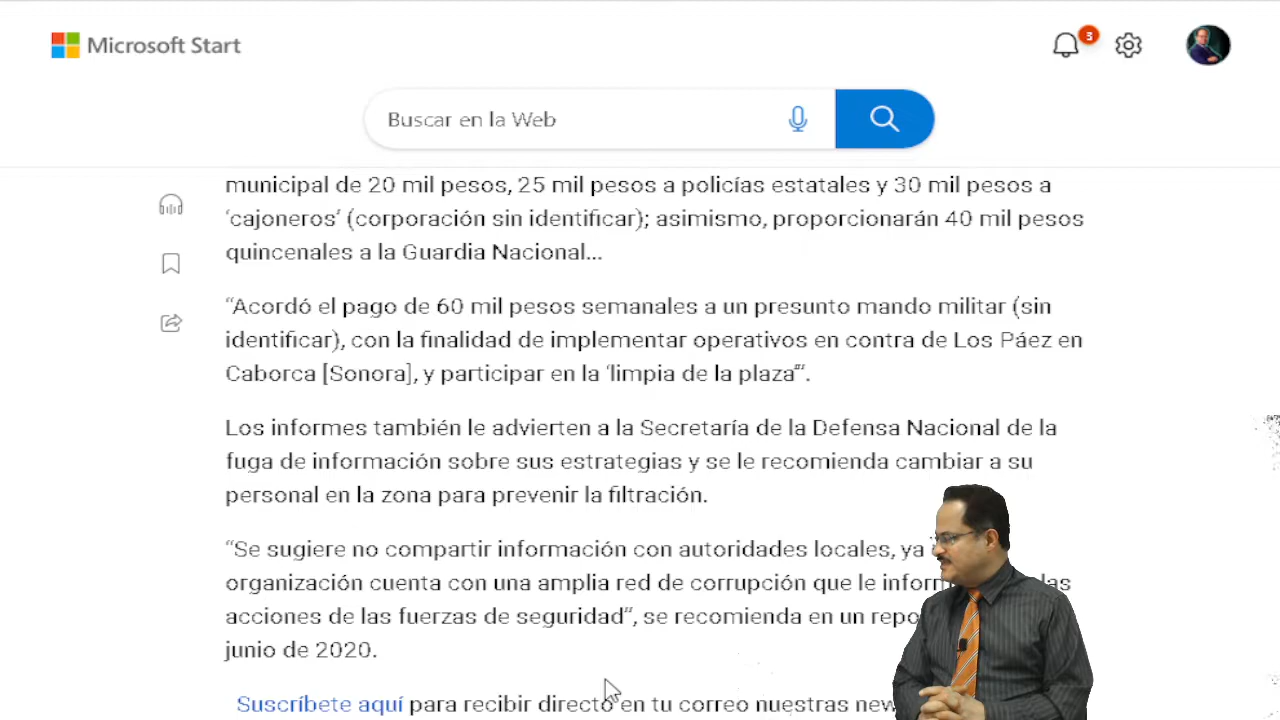 Microsoft Start
3
Buscar en la Web
municipal de 20 mil pesos, 25 mil pesos a policías estatales y 30 mil pesos a
‘cajoneros’ (corporación sin identificar); asimismo, proporcionarán 40 mil pesos
quincenales a la Guardia Nacional...
“Acordó el pago de 60 mil pesos semanales a un presunto mando militar (sin
identificar), con la finalidad de implementar operativos en contra de Los Páez en
Caborca [Sonora], y participar en la ‘limpia de la plaza’”.
Los informes también le advierten a la Secretaría de la Defensa Nacional de la
fuga de información sobre sus estrategias y se le recomienda cambiar a su
personal en la zona para prevenir la filtración.
“Se sugiere no compartir información con autoridades locales, ya
organización cuenta con una amplia red de corrupción que le
acciones de las fuerzas de seguridad”, se recomienda en un
junio de 2020.
Suscríbete aquí para recibir directo en tu correo nuestras